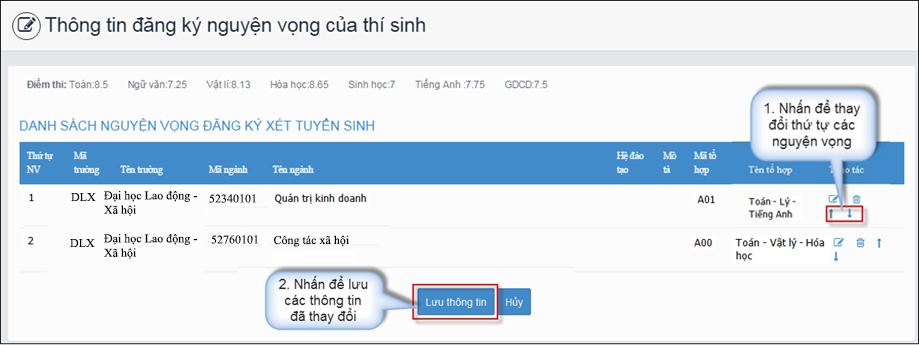 Thông tin đăng ký nguyện vọng của thí sinh
Điểm thi: Toán:8.5 Ngữ văn:7.25 Vật lí:8.13 Hóa học:8.65 Sinh học:7 Tiếng Anh :7.75 GDCD:7.5
1. Nhấn để thay
đổi thứ tự các
nguyện vọng
DANH SÁCH NGUYỆN VỌNG ĐĂNG KÝ XÉT TUYỂN SINH
Thứ tự Mã Hệ đào Mô Mã tổ
NV trường Tên trường Mã ngành Tên ngành tạo tả hợp Tên tổ hợp
1 DLX Đại học Lao động - 52340101 Quản trị kinh doanh A01 Toán - Lý -
Xã hội Tiếng Anh
2 DLX Đại học Lao động - 52760101 Công tác xã hội A00 Toán - Vật lý - Hóa
Xã hội học
2. Nhấn để lưu
các thông tin
đã thay đổi
Lưu thông tin Hủy